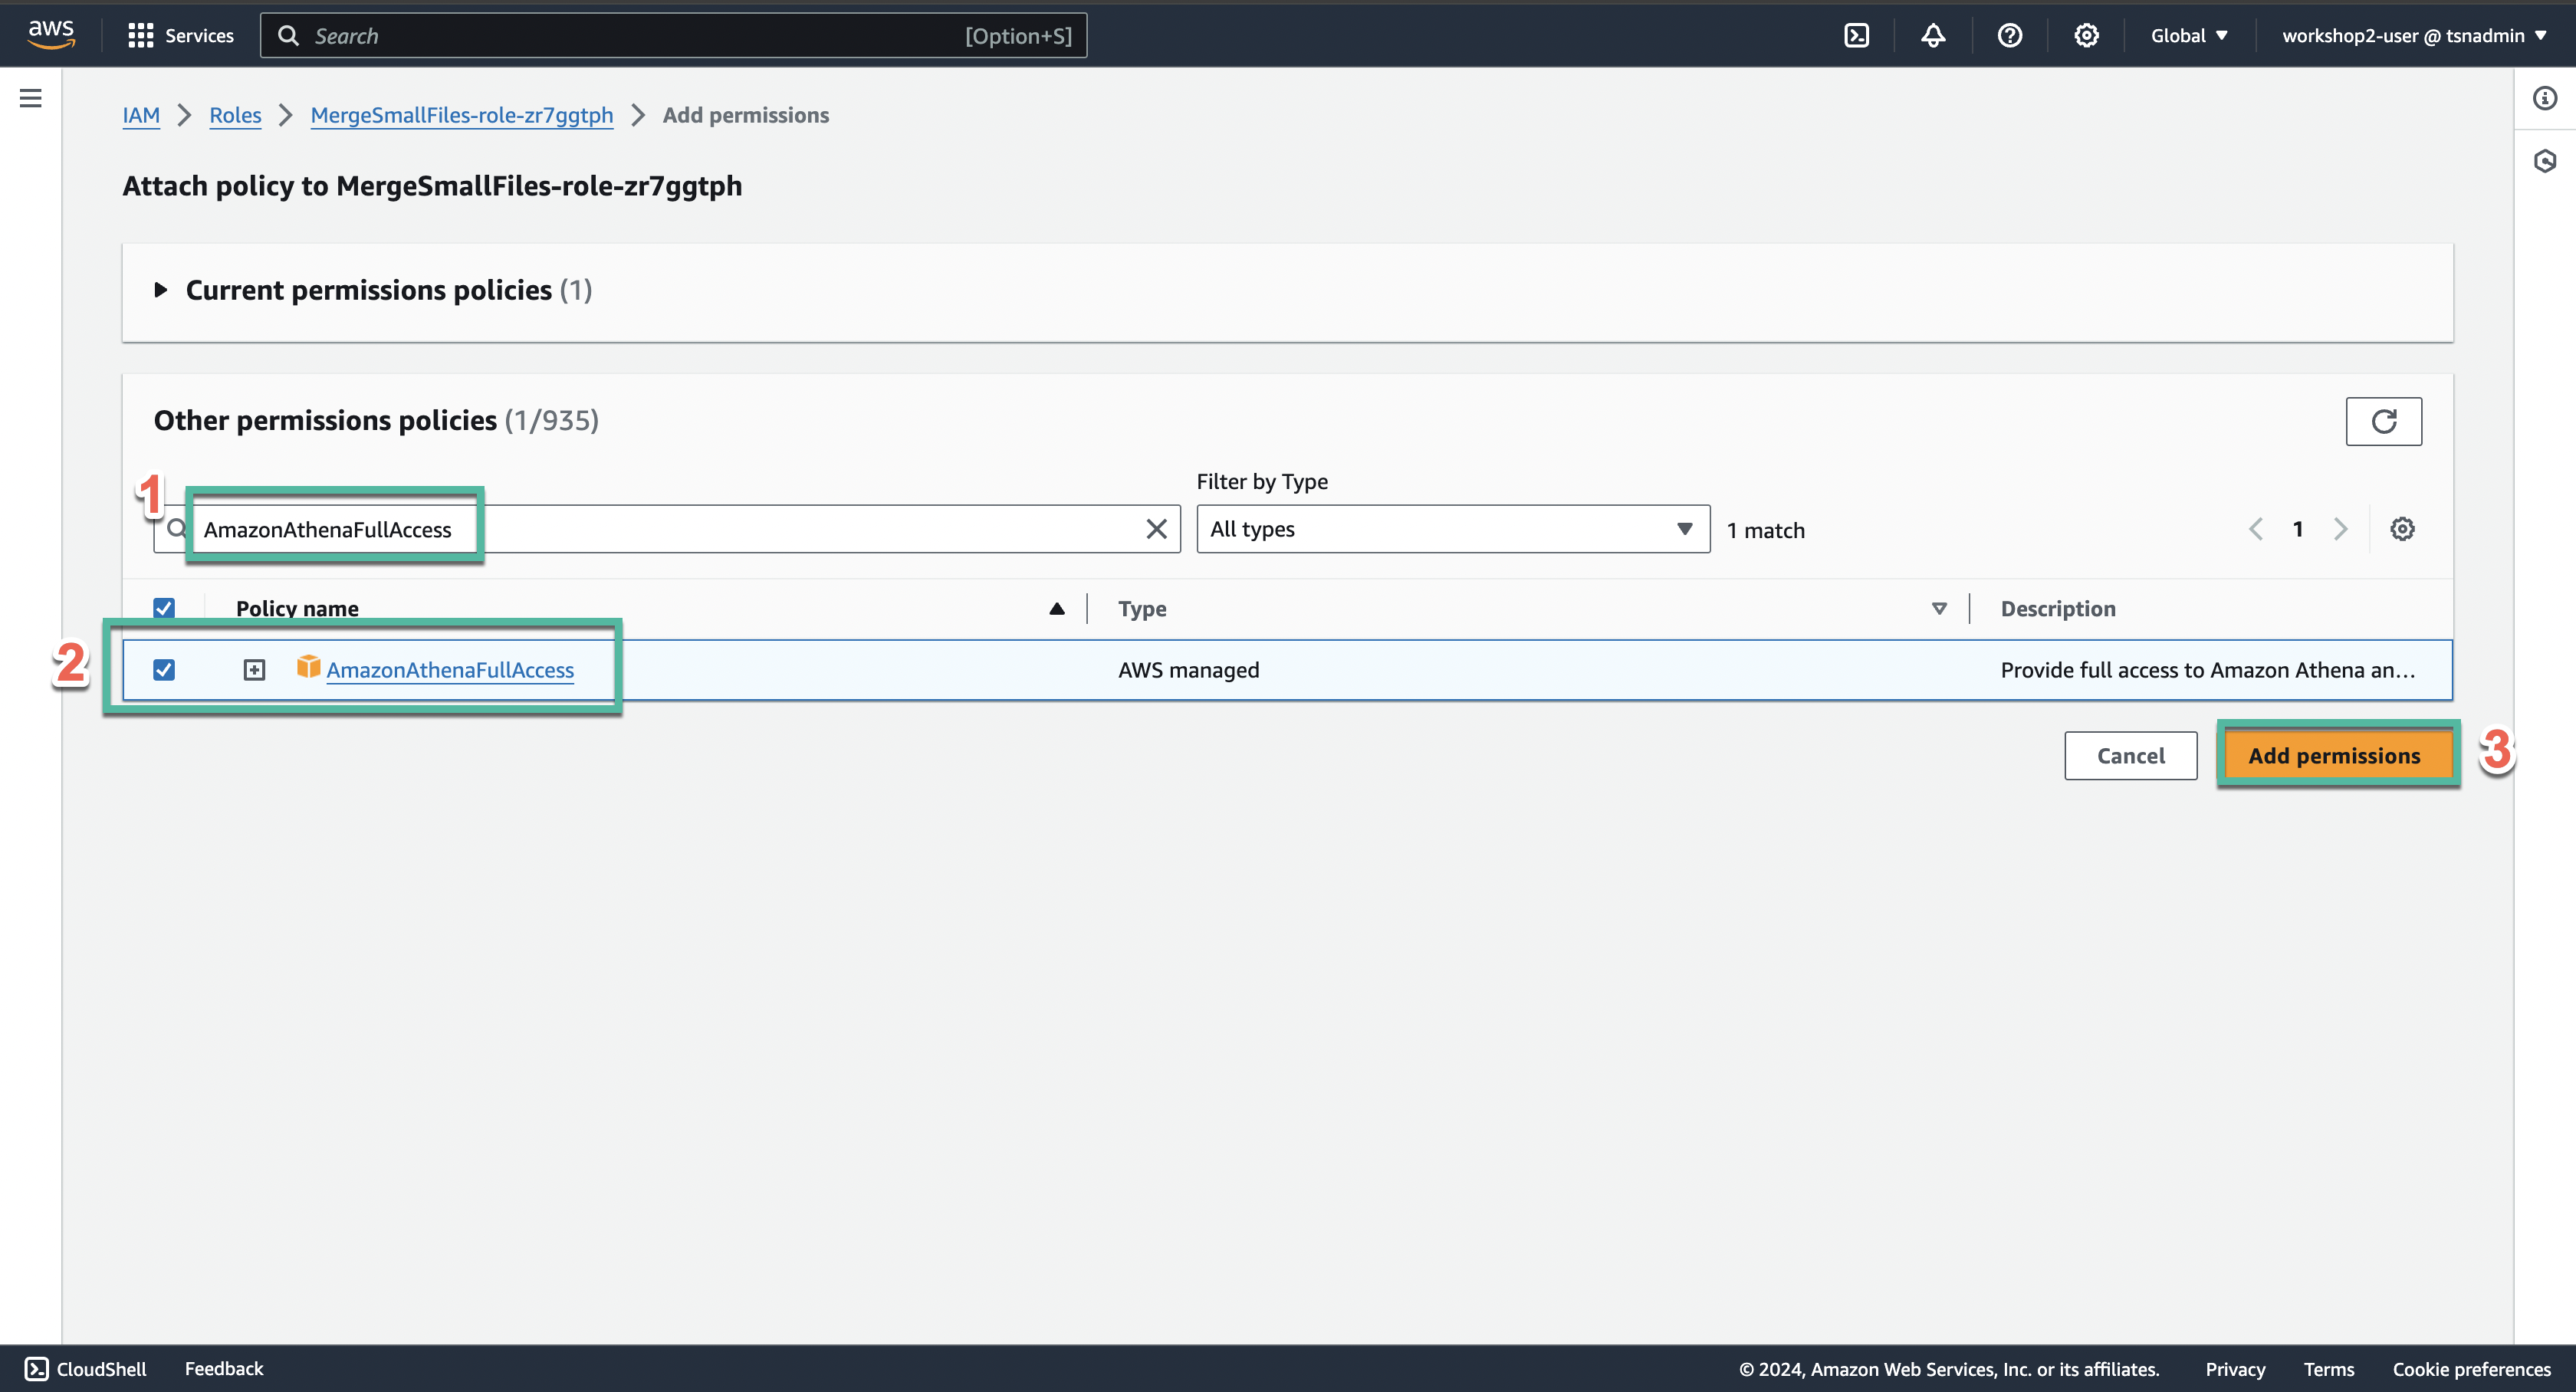 aws Services Search [Option+S] Global workshop2-user @ tsnadmin
IAM Roles MergeSmallFiles-role-zr7ggtph Add permissions
Attach policy to MergeSmallFiles-role-zr7ggtph
Current permissions policies (1)
Other permissions policies (1/935)
Filter by Type
1 AmazonAthenaFullAccess All types 1 match 1
Policy name Type Description
2 AmazonAthenaFullAccess AWS managed Provide full access to Amazon Athena an...
Cancel Add permissions 3
CloudShell Feedback © 2024, Amazon Web Services, Inc. or its affiliates. Privacy Terms Cookie preferences